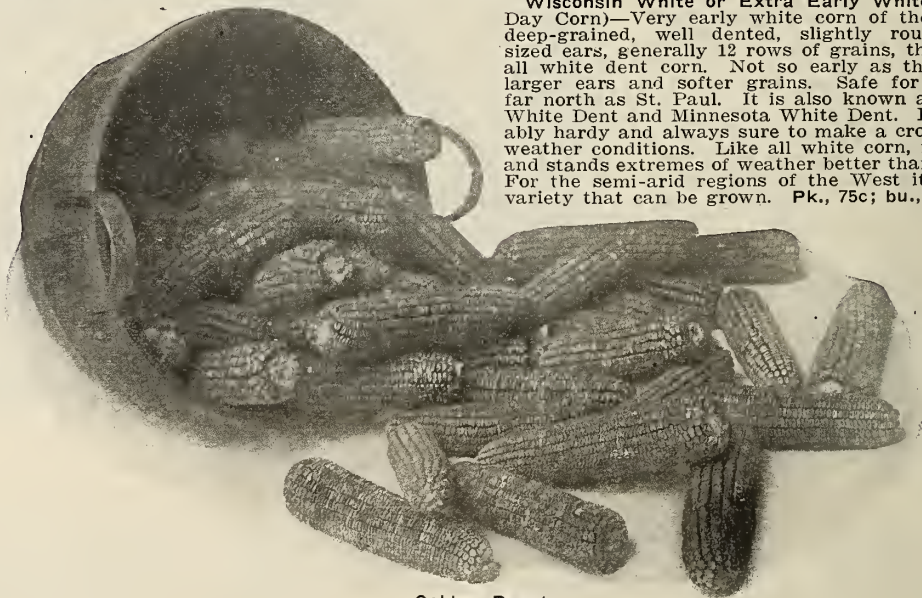 Wisconsin White or Extra Early White
Day Corn)—Very early white corn of the
deep-grained, well dented, slightly rou
sized ears, generally 12 rows of grains, th
all white dent corn. Not so early as th
larger ears and softer grains. Safe for
far north as St. Paul. It is also known a
White Dent and Minnesota White Dent.
ably hardy and always sure to make a cro
weather conditions. Like all white corn,
and stands extremes of weather better tha
For the semi-arid regions of the West it
variety that can be grown. Pk., 75c; bu.,